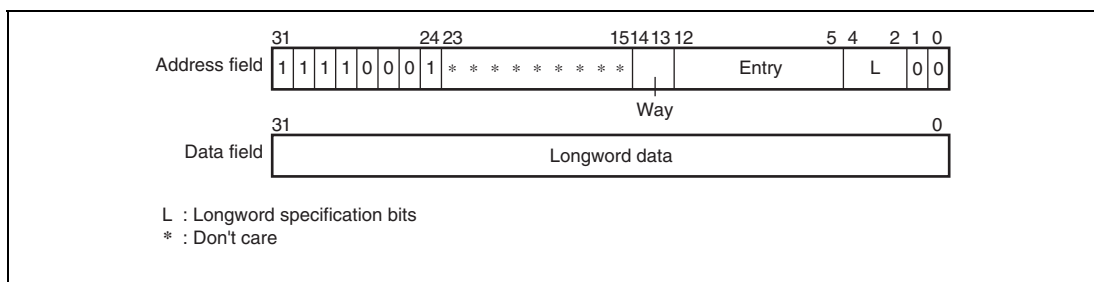 31 24 23 15 14 13 12 5 4 2 1 0
Address field 1 1 1 1 0 0 0 1 * * * * * * * * * Entry L 0 0
Way
31 0
Data field Longword data
L : Longword specification bits
* : Don't care